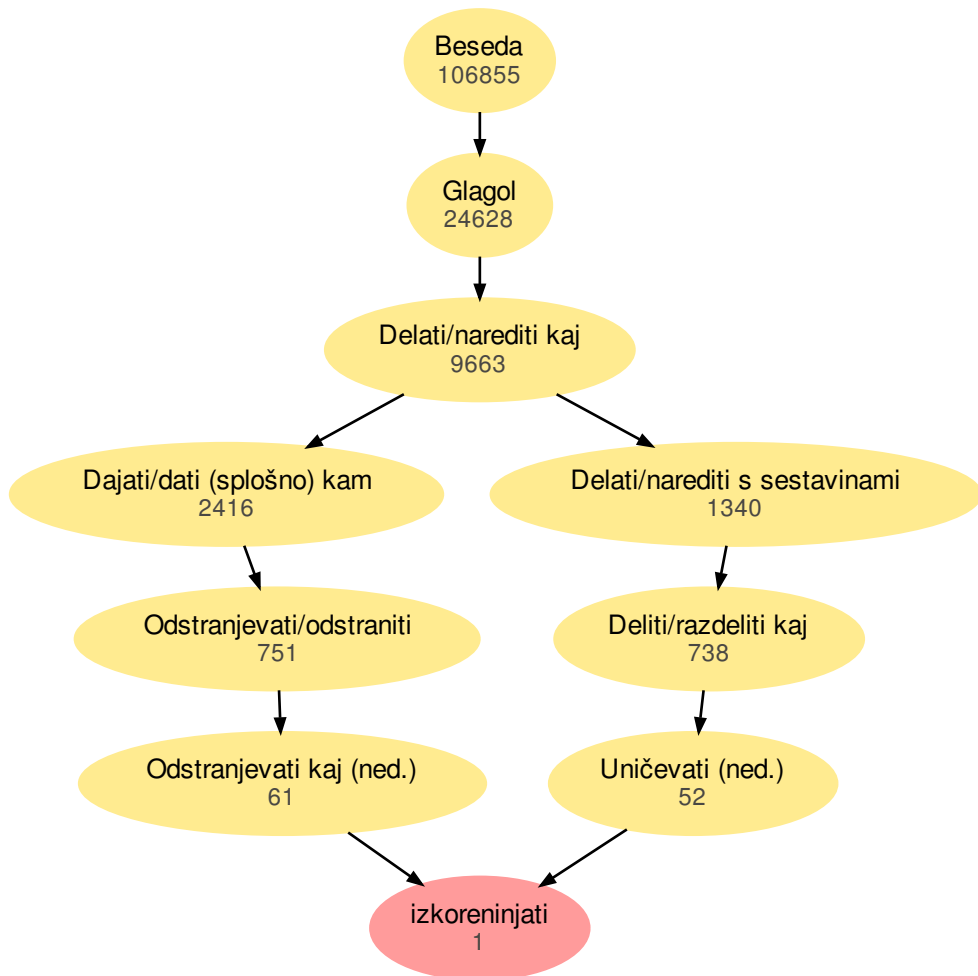 Beseda
106855
Glagol
24628
Delati/narediti kaj
9663
Dajati/dati (splošno) kam
2416
Delati/narediti s sestavinami
1340
Odstranjevati/odstraniti
751
Deliti/razdeliti kaj
738
Odstranjevati kaj (ned.)
61
Uničevati (ned.)
52
izkoreninjati
1